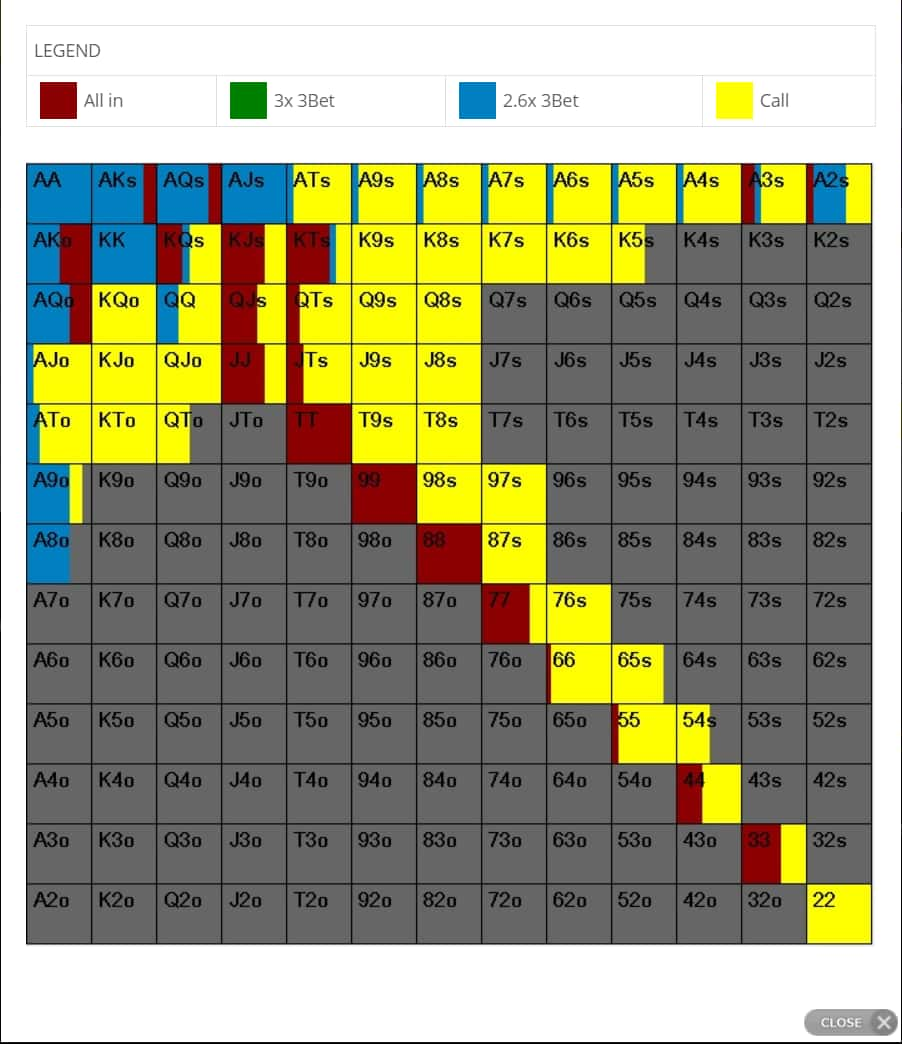 LEGEND
All in 3x 3Bet 2.6x 3Bet Call
AA AKs AQs AJs ATs A9s A8s A7s A6s A5s A4s A3s A2s
AKo KK KQs KJs KTs K9s K8s K7s K6s K5s K4s K3s K2s
AQo KQo QQ QJs QTs Q9s Q8s Q7s Q6s Q5s Q4s Q3s Q2s
AJo KJo QJo JJ JTs J9s J8s J7s J6s J5s J4s J3s J2s
ATo KTo QTo JTo TT T9s T8s T7s T6s T5s T4s T3s T2s
A9o K9o Q9o J9o T9o 99 98s 97s 96s 95s 94s 93s 92s
A8o K8o Q8o J8o T8o 98o 88 87s 86s 85s 84s 83s 82s
A7o K7o Q7o J7o T7o 97o 87o 77 76s 75s 74s 73s 72s
A6o K6o Q6o J6o T6o 96o 86o 76o 66 65s 64s 63s 62s
A5o K5o Q5o J5o T5o 95o 85o 75o 65o 55 54s 53s 52s
A4o K4o Q4o J4o T4o 94o 84o 74o 64o 54o 44 43s 42s
A3o K3o Q3o J3o T3o 93o 83o 73o 63o 53o 43o 33 32s
A2o K2o Q2o J2o T2o 92o 82o 72o 62o 52o 42o 32o 22
CLOSE